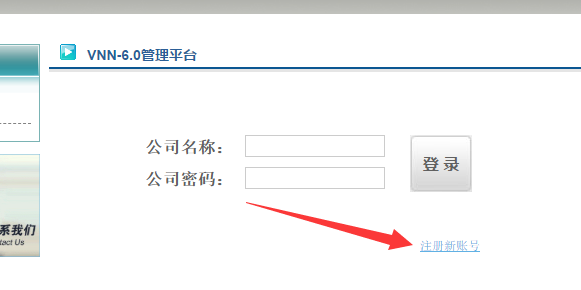 VNN-6.0管理平台
公司名称：
公司密码：
登录
注册新账号
系我们
tact Us